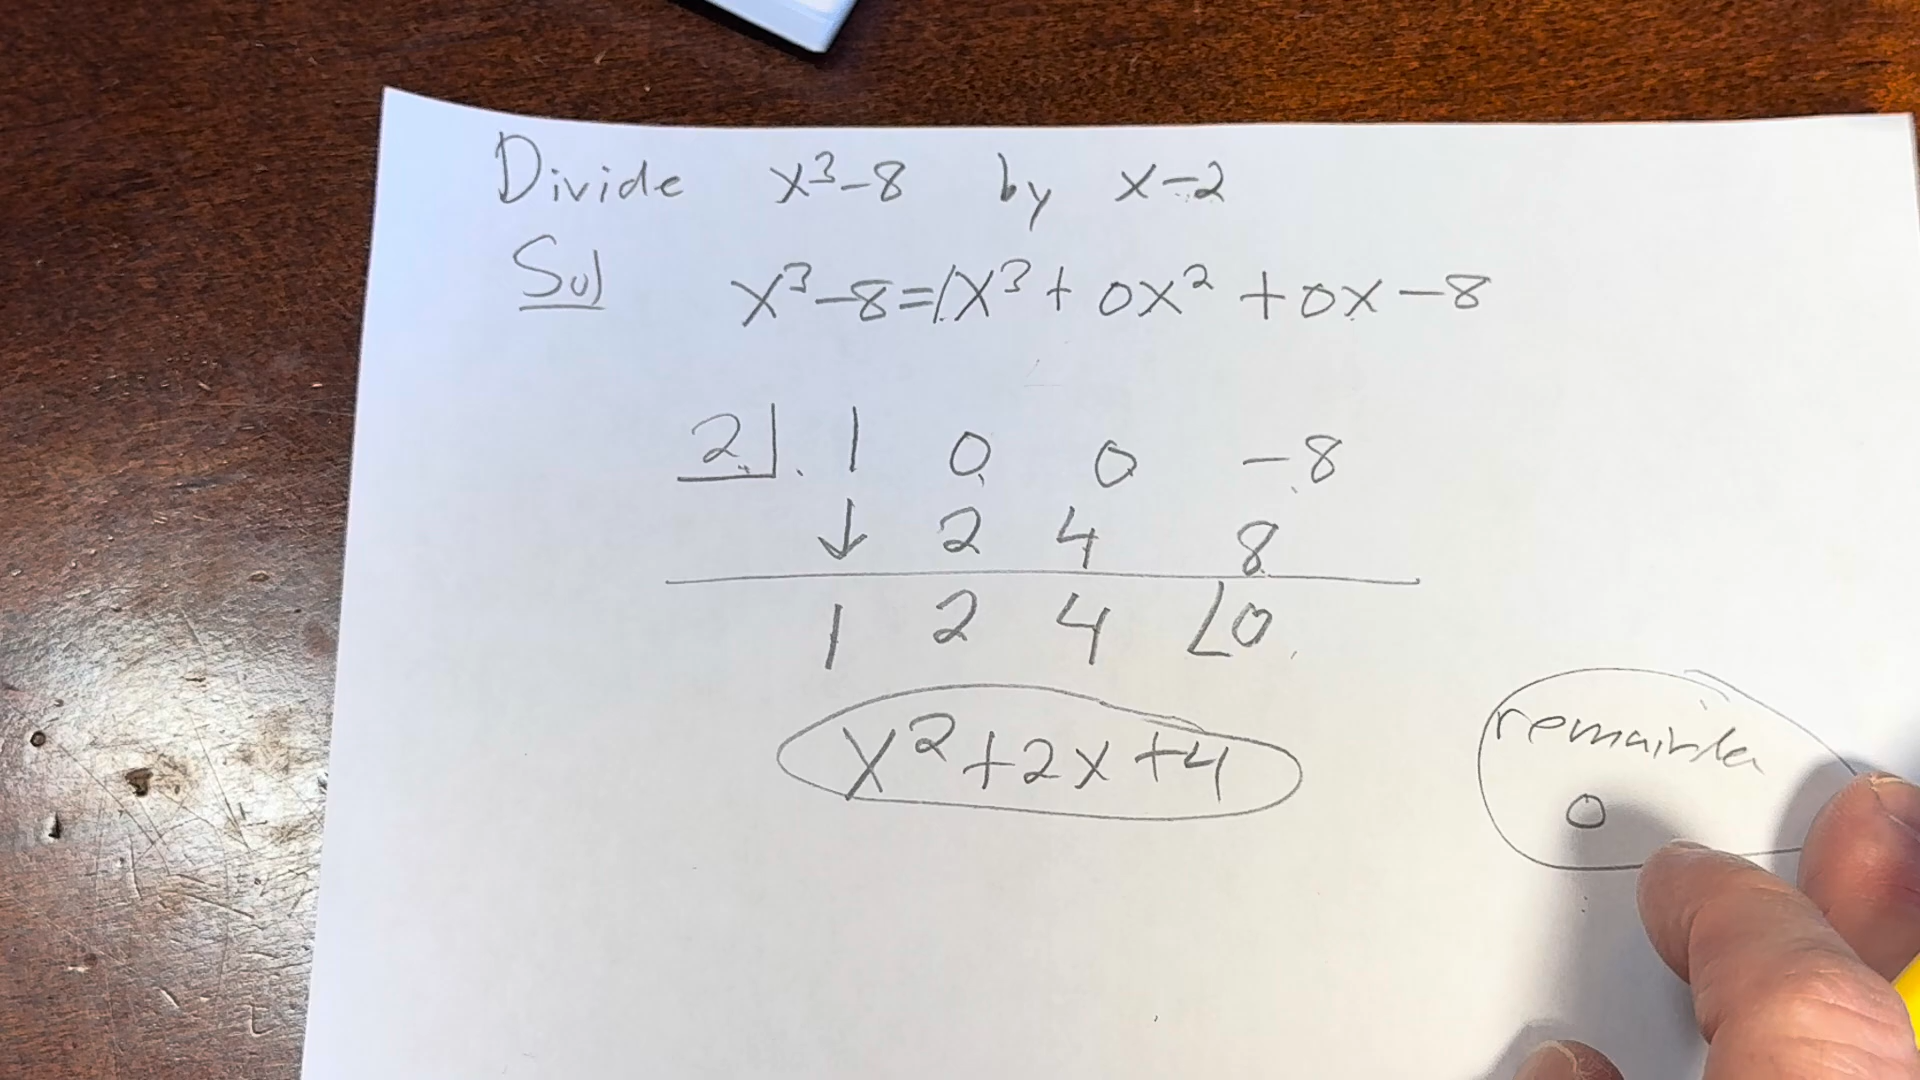 Divide x³-8 by x-2
Sol x³-8=1x³+0x²+0x-8
2 1 0 0 -8
↓ 2 4 8
1 2 4 0
x²+2x+4
remainder
0